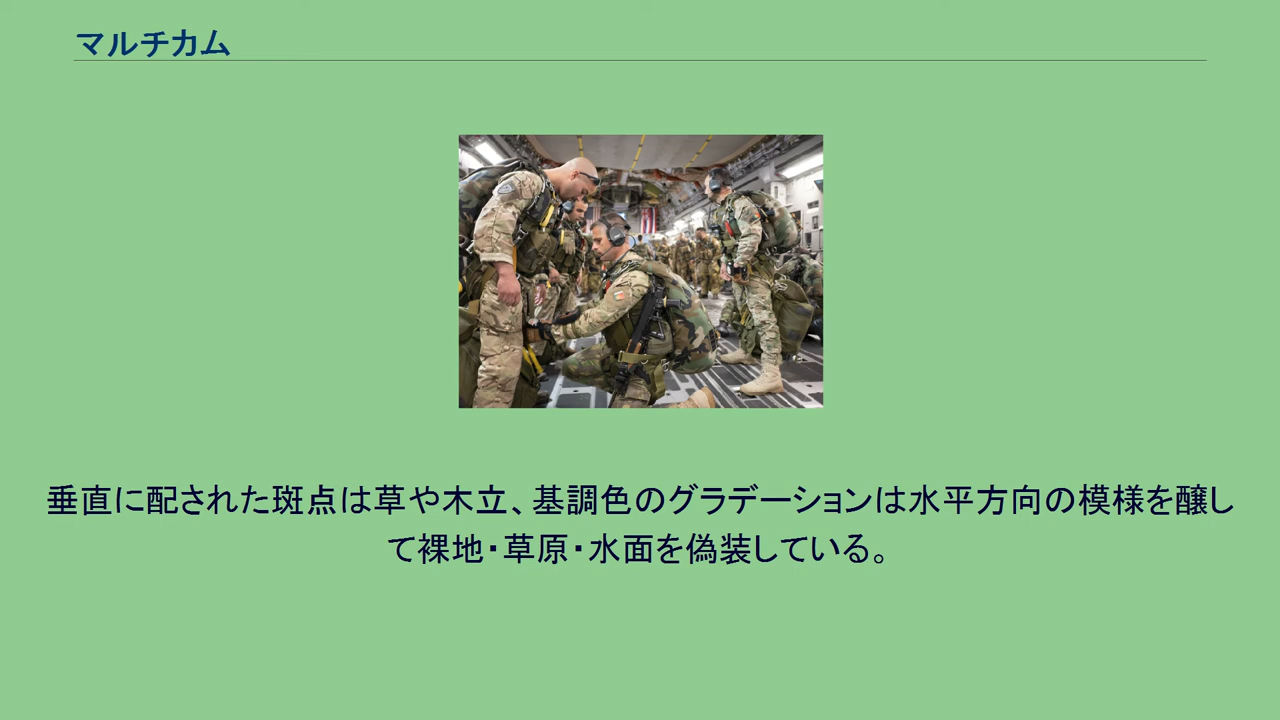 マルチカム
垂直に配された斑点は草や木立、基調色のグラデーションは水平方向の模様を醸し
て裸地・草原・水面を偽装している。